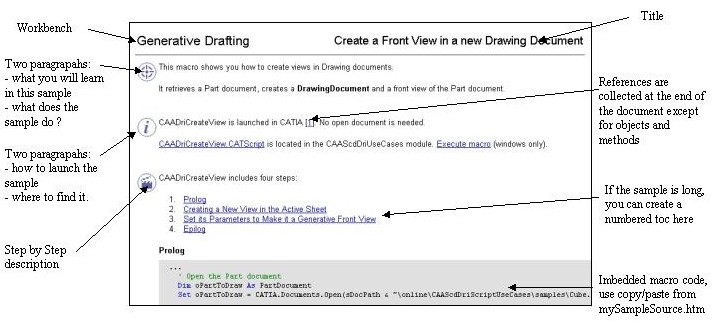 Workbench
Title
Generative Drafting
Create a Front View in a new Drawing Document
Two paragrapahs:
- what you will learn
in this sample
- what does the
sample do ?
This macro shows you how to create views in Drawing documents.
It retrieves a Part document, creates a DrawingDocument and a front view of the Part document.
References are
collected at the end of
the document except
for objects and
methods
Two paragrapahs:
- how to launch the
sample
- where to find it.
CAADriCreateView is launched in CATIA [1]. No open document is needed.
CAADriCreateView.CATScript is located in the CAAScdDriUseCases module. Execute macro (windows only).
Step by Step
description
CAADriCreateView includes four steps:
1. Prolog
2. Creating a New View in the Active Sheet
3. Set its Parameters to Make it a Generative Front View
4. Epilog
If the sample is long,
you can create a
numbered toc here
Prolog
...
' Open the Part document
Dim oPartToDraw As PartDocument
Set oPartToDraw = CATIA.Documents.Open(sDocPath & "\online\CAAScdDriScriptUseCases\samples\Cube.
Imbedded macro code,
use copy/paste from
mySampleSource.htm